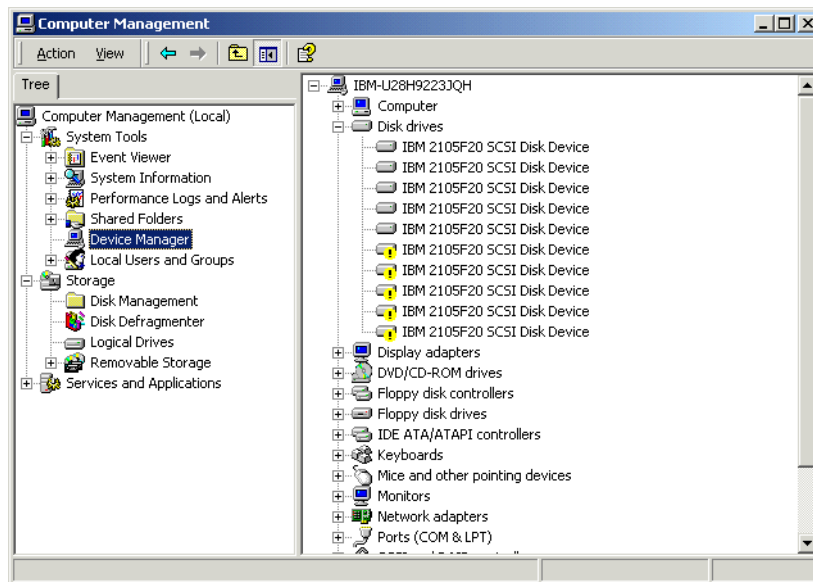 Computer Management
Action View
Tree
Computer Management (Local)
System Tools
Event Viewer
System Information
Performance Logs and Alerts
Shared Folders
Device Manager
Local Users and Groups
Storage
Disk Management
Disk Defragmenter
Logical Drives
Removable Storage
Services and Applications
IBM-U28H9223JQH
Computer
Disk drives
IBM 2105F20 SCSI Disk Device
IBM 2105F20 SCSI Disk Device
IBM 2105F20 SCSI Disk Device
IBM 2105F20 SCSI Disk Device
IBM 2105F20 SCSI Disk Device
IBM 2105F20 SCSI Disk Device
IBM 2105F20 SCSI Disk Device
IBM 2105F20 SCSI Disk Device
IBM 2105F20 SCSI Disk Device
IBM 2105F20 SCSI Disk Device
Display adapters
DVD/CD-ROM drives
Floppy disk controllers
Floppy disk drives
IDE ATA/ATAPI controllers
Keyboards
Mice and other pointing devices
Monitors
Network adapters
Ports (COM & LPT)